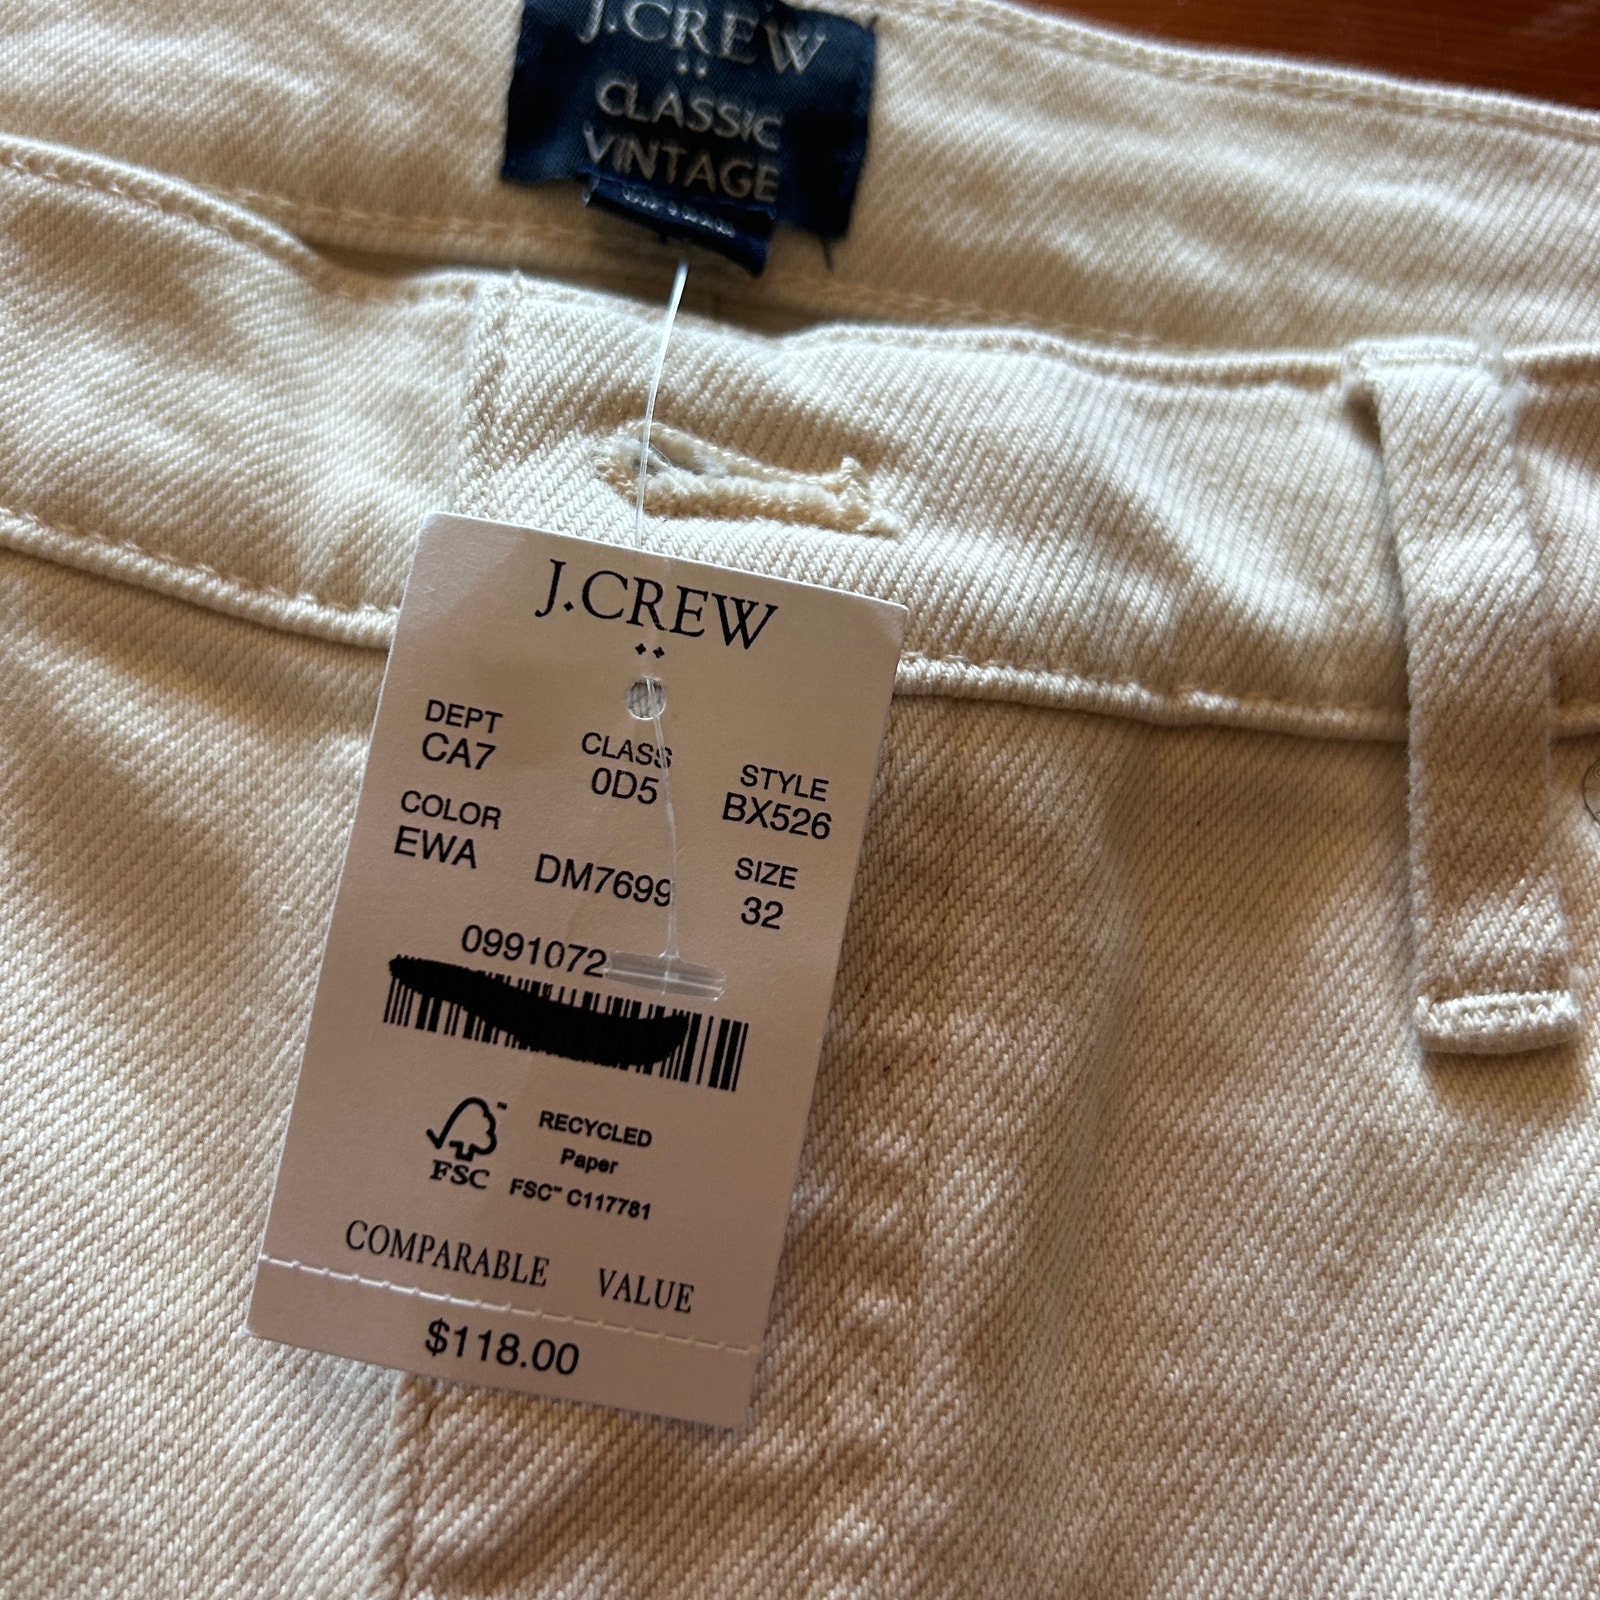 J.CREW
CLASSIC
VINTAGE
J.CREW
DEPT CLASS STYLE
CA7 0D5 BX526
COLOR SIZE
EWA DM7699 32
0991072
RECYCLED
Paper
FSC FSC™ C117781
COMPARABLE VALUE
$118.00